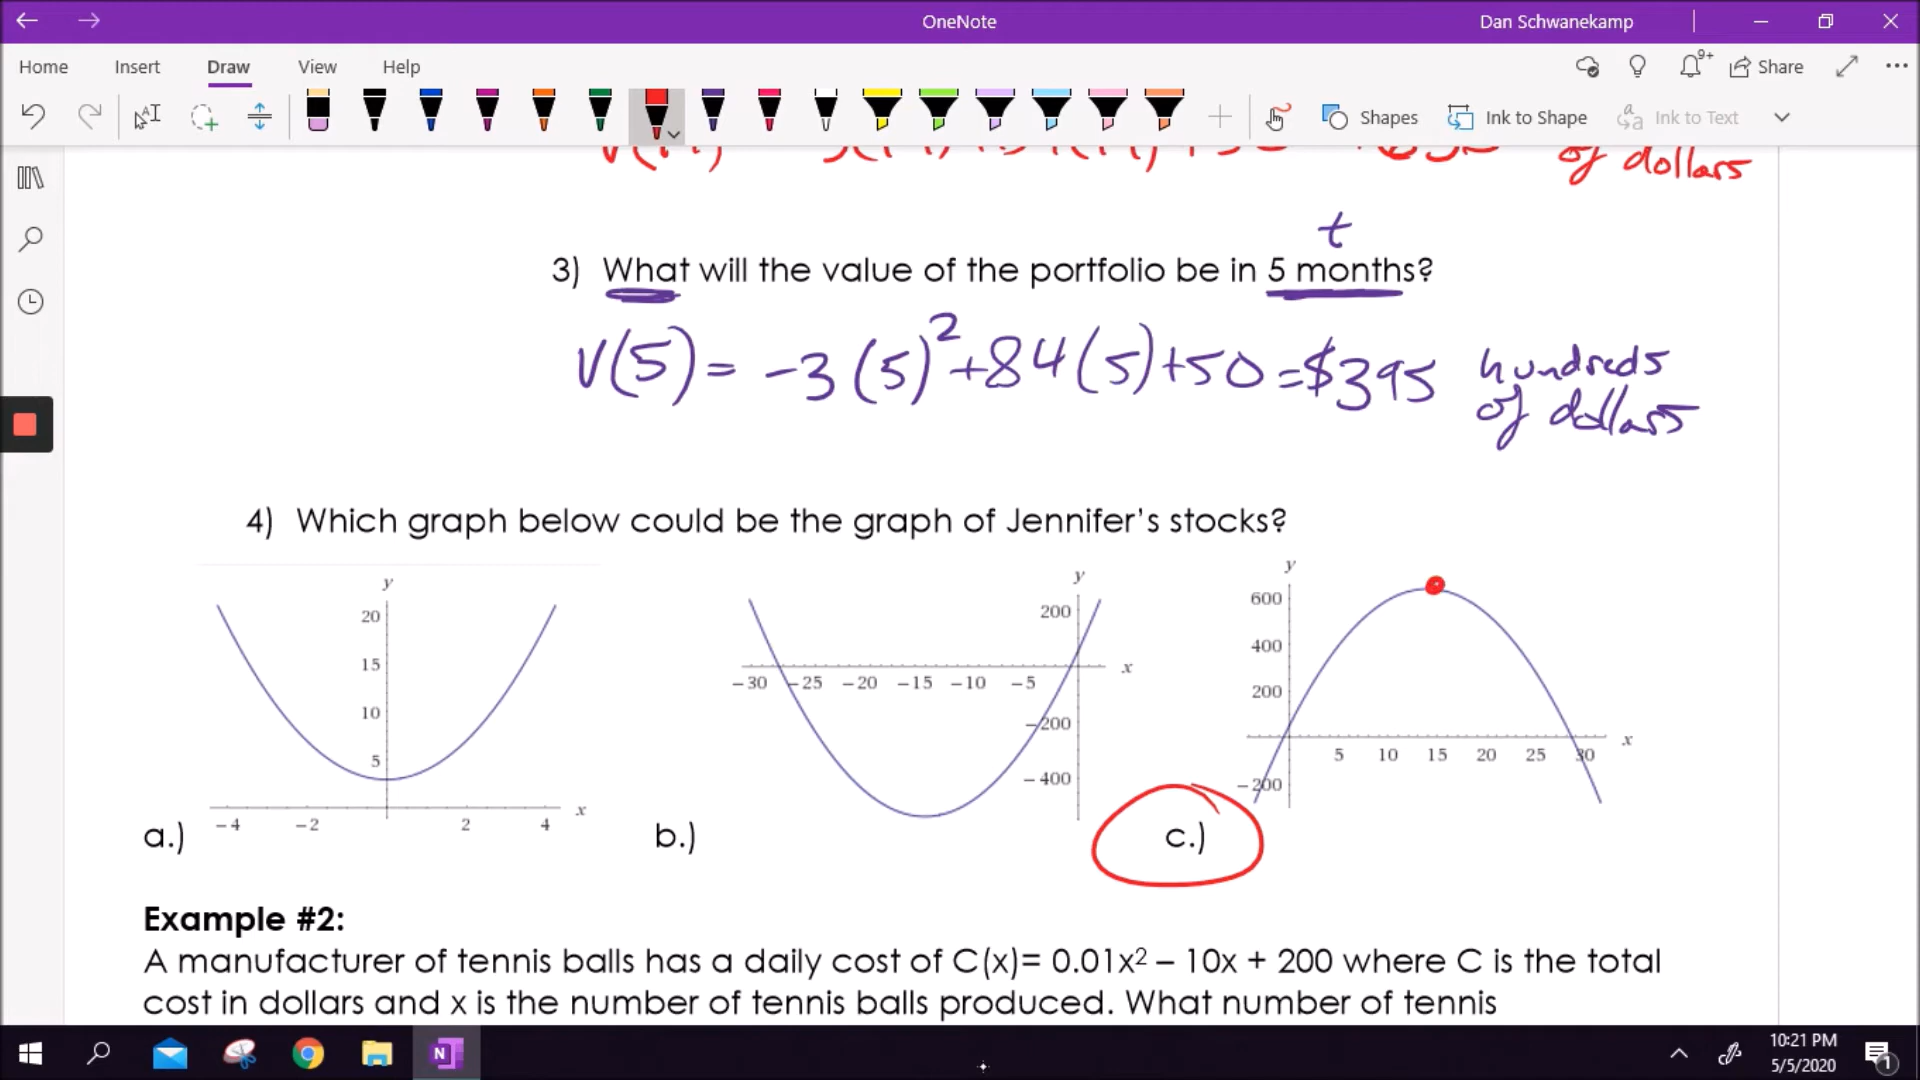 OneNote
Dan Schwanekamp
Home Insert Draw View Help
9+ Share
Shapes Ink to Shape Ink to Text
of dollars
t
3) What will the value of the portfolio be in 5 months?
V(5) = -3(5)²+84(5)+50=$395 hundreds
of dollars
4) Which graph below could be the graph of Jennifer's stocks?
y
20
15
10
5
-4 -2 2 4 x
a.)
y
200
-30 -25 -20 -15 -10 -5 x
-200
-400
b.)
y
600
400
200
5 10 15 20 25 30 x
-200
c.)
Example #2:
A manufacturer of tennis balls has a daily cost of C(x)= 0.01x² – 10x + 200 where C is the total
cost in dollars and x is the number of tennis balls produced. What number of tennis
N
10:21 PM
5/5/2020
1